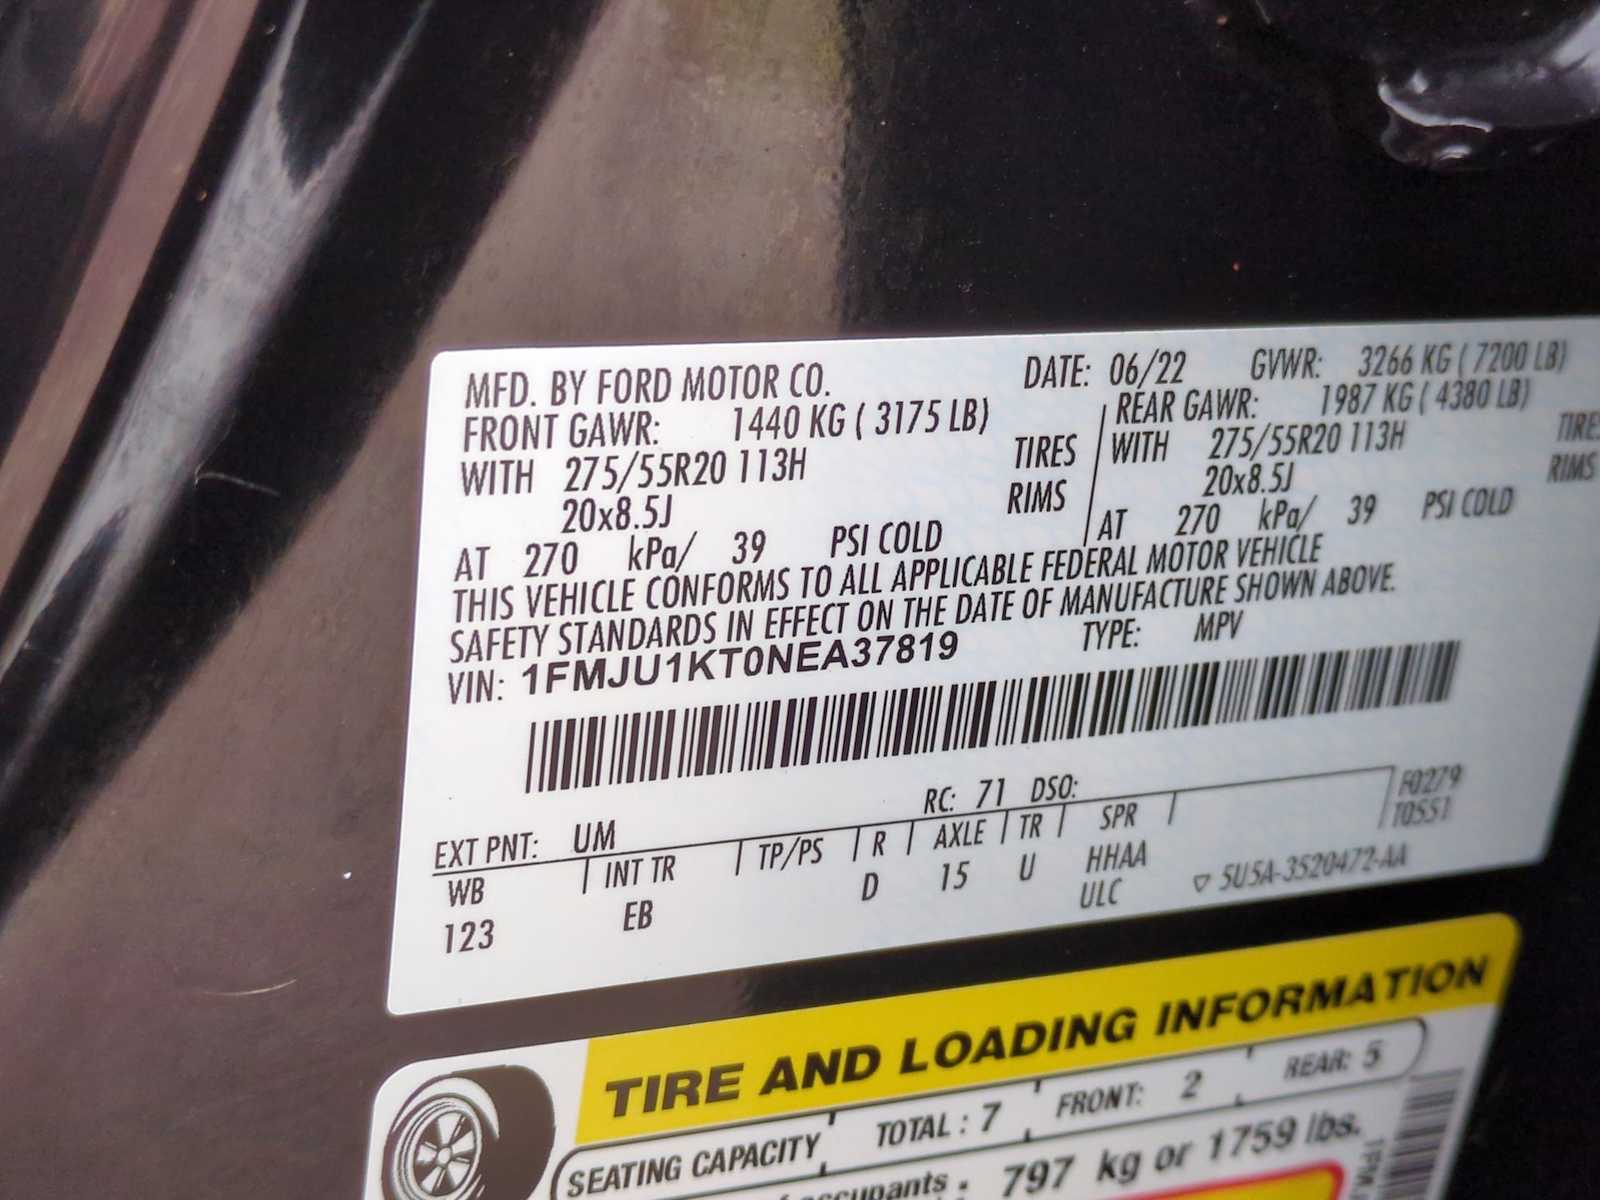 MFD. BY FORD MOTOR CO. DATE: 06/22 GVWR: 3266 KG ( 7200 LB)
FRONT GAWR: 1440 KG ( 3175 LB) REAR GAWR: 1987 KG ( 4380 LB)
WITH 275/55R20 113H TIRES WITH 275/55R20 113H TIRES
20x8.5J RIMS 20x8.5J RIMS
AT 270 kPa/ 39 PSI COLD AT 270 kPa/ 39 PSI COLD
THIS VEHICLE CONFORMS TO ALL APPLICABLE FEDERAL MOTOR VEHICLE
SAFETY STANDARDS IN EFFECT ON THE DATE OF MANUFACTURE SHOWN ABOVE.
VIN: 1FMJU1KT0NEA37819 TYPE: MPV
EXT PNT: UM RC: 71 DSO: F0279
WB INT TR TP/PS R AXLE TR SPR T0551
123 EB D 15 U HHAA
ULC ▽ 5U5A-3520472-AA
TIRE AND LOADING INFORMATION
SEATING CAPACITY TOTAL : 7 FRONT: 2 REAR: 5
797 kg or 1759 lbs.